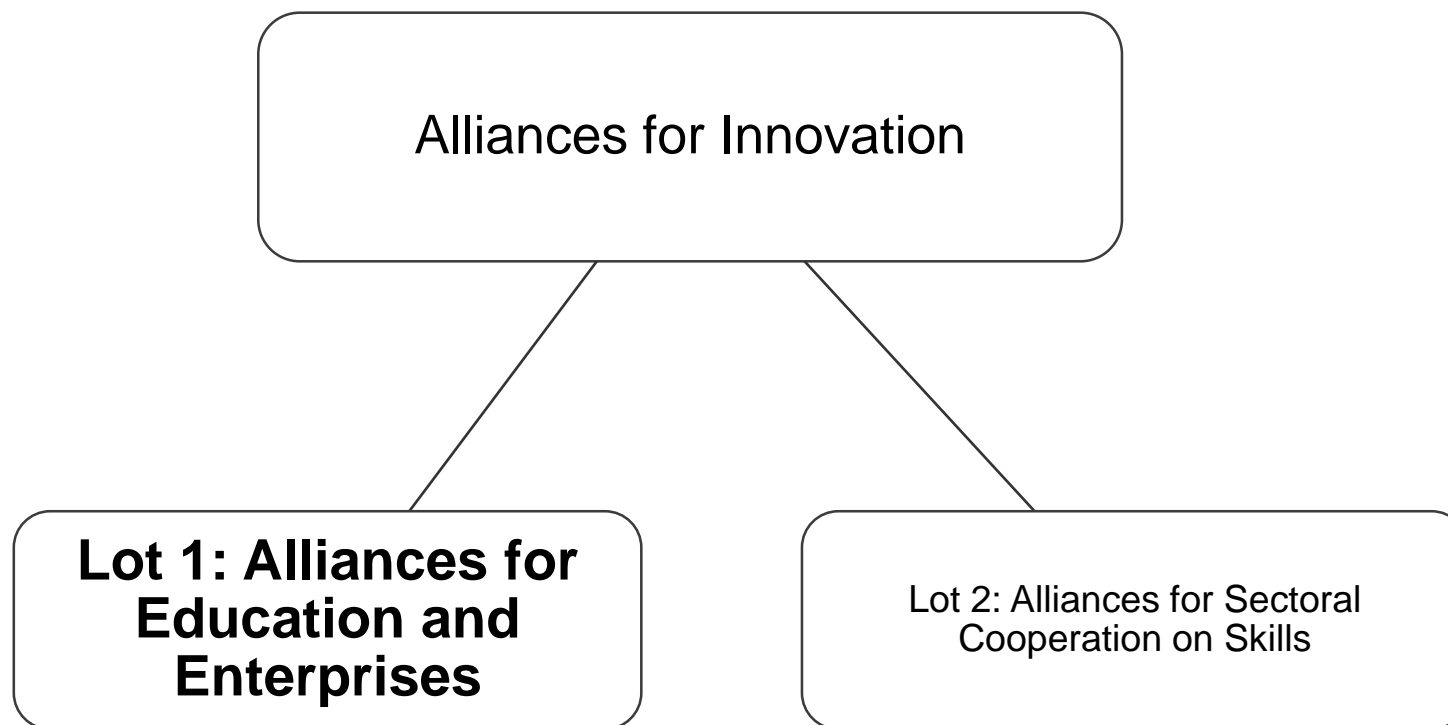 Alliances for Innovation
Lot 1: Alliances for
Education and
Enterprises
Lot 2: Alliances for Sectoral
Cooperation on Skills